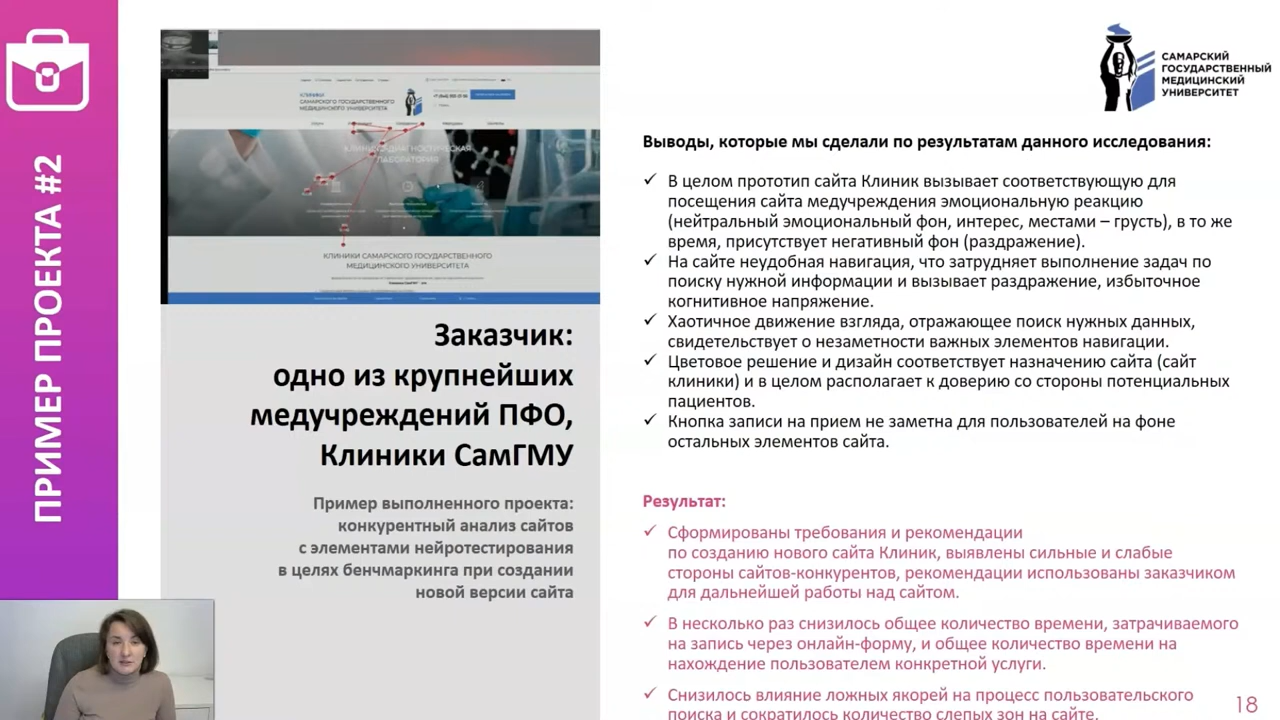 ПРИМЕР ПРОЕКТА #2
КЛИНИКИ
САМАРСКОГО ГОСУДАРСТВЕННОГО
МЕДИЦИНСКОГО УНИВЕРСИТЕТА
КЛИНИКО-ДИАГНОСТИЧЕСКАЯ
ЛАБОРАТОРИЯ
КЛИНИКИ САМАРСКОГО ГОСУДАРСТВЕННОГО
МЕДИЦИНСКОГО УНИВЕРСИТЕТА
Заказчик:
одно из крупнейших
медучреждений ПФО,
Клиники СамГМУ
Пример выполненного проекта:
конкурентный анализ сайтов
с элементами нейротестирования
в целях бенчмаркинга при создании
новой версии сайта
САМАРСКИЙ
ГОСУДАРСТВЕННЫЙ
МЕДИЦИНСКИЙ
УНИВЕРСИТЕТ
Выводы, которые мы сделали по результатам данного исследования:
✓ В целом прототип сайта Клиник вызывает соответствующую для
посещения сайта медучреждения эмоциональную реакцию
(нейтральный эмоциональный фон, интерес, местами – грусть), в то же
время, присутствует негативный фон (раздражение).
✓ На сайте неудобная навигация, что затрудняет выполнение задач по
поиску нужной информации и вызывает раздражение, избыточное
когнитивное напряжение.
✓ Хаотичное движение взгляда, отражающее поиск нужных данных,
свидетельствует о незаметности важных элементов навигации.
✓ Цветовое решение и дизайн соответствует назначению сайта (сайт
клиники) и в целом располагает к доверию со стороны потенциальных
пациентов.
✓ Кнопка записи на прием не заметна для пользователей на фоне
остальных элементов сайта.
Результат:
✓ Сформированы требования и рекомендации
по созданию нового сайта Клиник, выявлены сильные и слабые
стороны сайтов-конкурентов, рекомендации использованы заказчиком
для дальнейшей работы над сайтом.
✓ В несколько раз снизилось общее количество времени, затрачиваемого
на запись через онлайн-форму, и общее количество времени на
нахождение пользователем конкретной услуги.
✓ Снизилось влияние ложных якорей на процесс пользовательского
поиска и сократилось количество слепых зон на сайте.
18